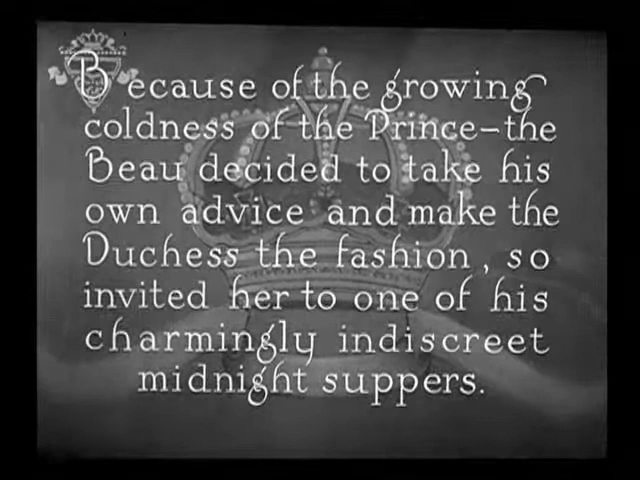 Because of the growing
coldness of the Prince—the
Beau decided to take his
own advice and make the
Duchess the fashion, so
invited her to one of his
charmingly indiscreet
midnight suppers.